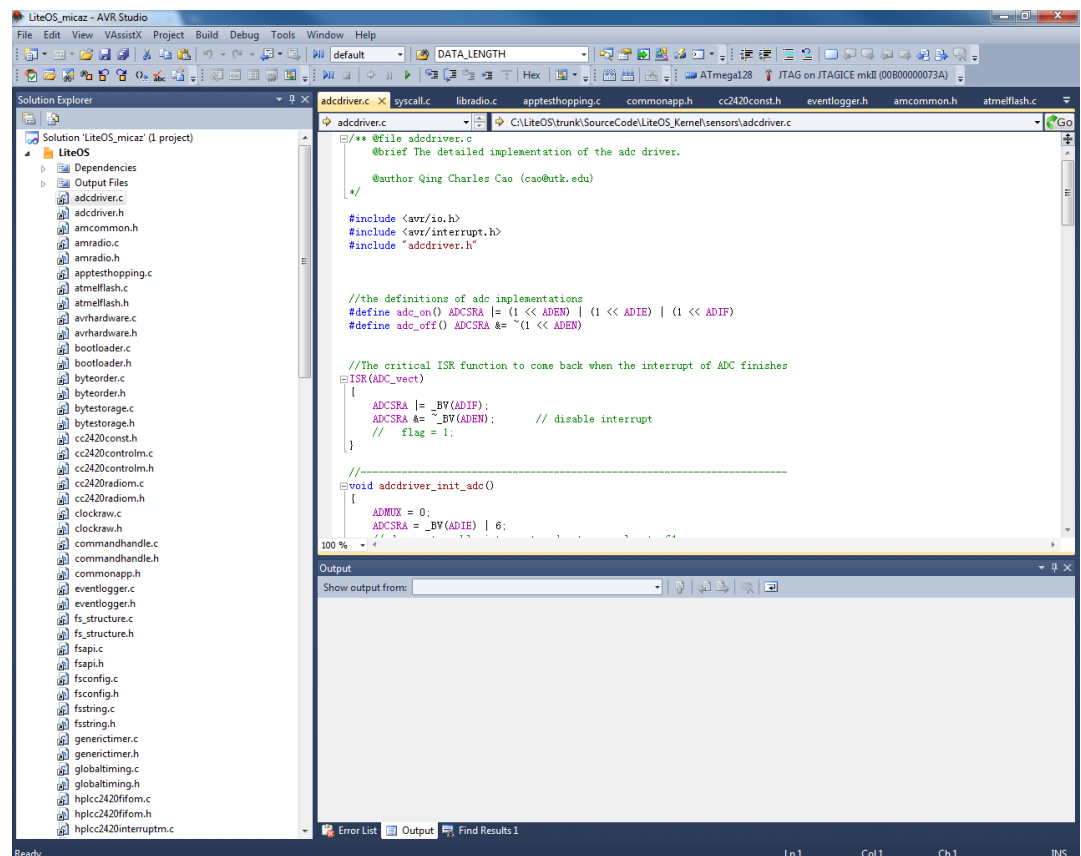 LiteOS_micaz - AVR Studio
File Edit View VAssistX Project Build Debug Tools Window Help
default DATA_LENGTH
Hex ATmega128 JTAG on JTAGICE mkII (00B00000073A)
Solution Explorer
Solution 'LiteOS_micaz' (1 project)
LiteOS
Dependencies
Output Files
adcdriver.c
adcdriver.h
amcommon.h
amradio.c
amradio.h
apptesthopping.c
atmelflash.c
atmelflash.h
avrhardware.c
avrhardware.h
bootloader.c
bootloader.h
byteorder.c
byteorder.h
bytestorage.c
bytestorage.h
cc2420const.h
cc2420controlm.c
cc2420controlm.h
cc2420radiom.c
cc2420radiom.h
clockraw.c
clockraw.h
commandhandle.c
commandhandle.h
commonapp.h
eventlogger.c
eventlogger.h
fs_structure.c
fs_structure.h
fsapi.c
fsapi.h
fsconfig.c
fsconfig.h
fsstring.c
fsstring.h
generictimer.c
generictimer.h
globaltiming.c
globaltiming.h
hplcc2420fifom.c
hplcc2420fifom.h
hplcc2420interruptm.c
adcdriver.c syscall.c libradio.c apptesthopping.c commonapp.h cc2420const.h eventlogger.h amcommon.h atmelflash.c
adcdriver.c C:\LiteOS\trunk\SourceCode\LiteOS_Kernel\sensors\adcdriver.c Go
/** @file adcdriver.c
@brief The detailed implementation of the adc driver.
@author Qing Charles Cao (cao@utk.edu)
*/
#include <avr/io.h>
#include <avr/interrupt.h>
#include "adcdriver.h"
//the definitions of adc implementations
#define adc_on() ADCSRA |= (1 << ADEN) | (1 << ADIE) | (1 << ADIF)
#define adc_off() ADCSRA &= ~(1 << ADEN)
//The critical ISR function to come back when the interrupt of ADC finishes
ISR(ADC_vect)
{
ADCSRA |= _BV(ADIF);
ADCSRA &= ~_BV(ADEN); // disable interrupt
// flag = 1;
}
//-------------------------------------------------------------------------
void adcdriver_init_adc()
{
ADMUX = 0;
ADCSRA = _BV(ADIE) | 6;
100 %
Output
Show output from:
Error List Output Find Results 1
Ready Ln 1 Col 1 Ch 1 INS